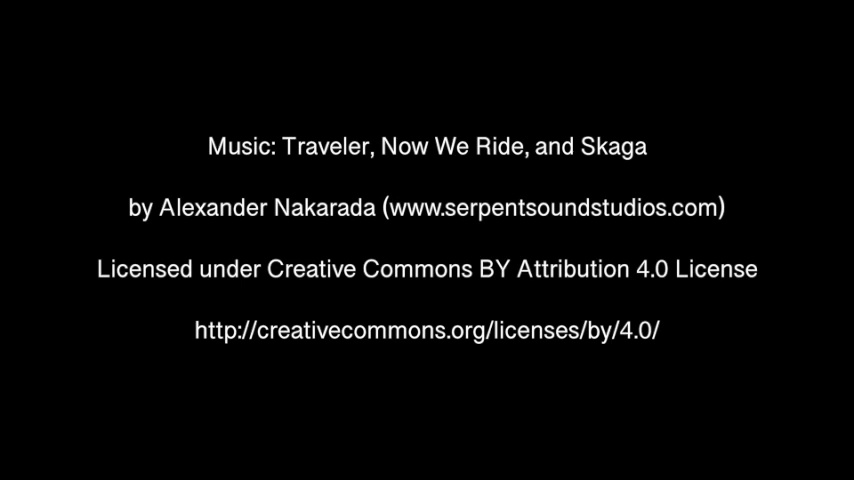 Music: Traveler, Now We Ride, and Skaga
by Alexander Nakarada (www.serpentsoundstudios.com)
Licensed under Creative Commons BY Attribution 4.0 License
http://creativecommons.org/licenses/by/4.0/